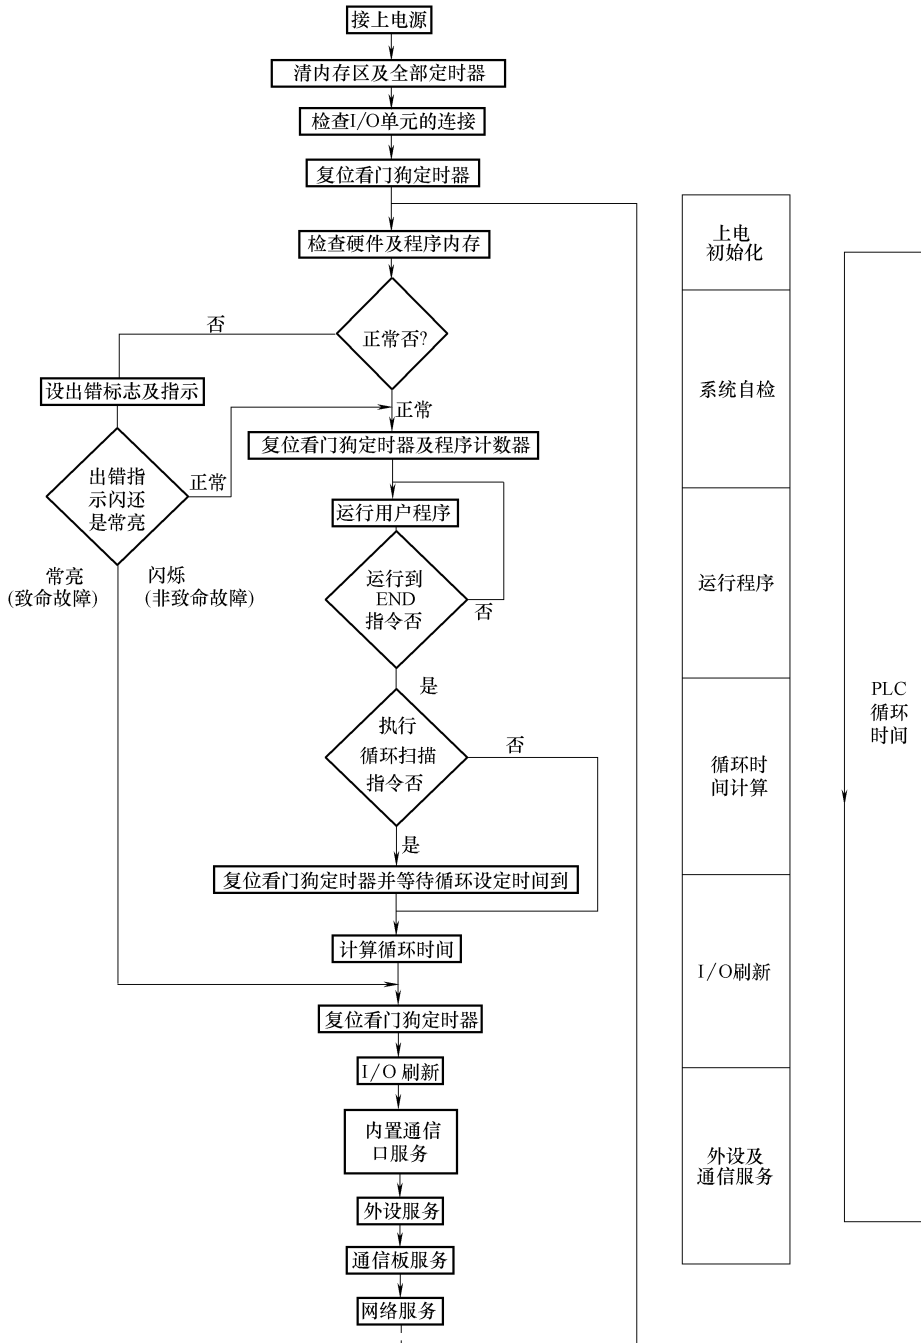 接上电源
清内存区及全部定时器
检查I/O单元的连接
复位看门狗定时器
检查硬件及程序内存
正常否?
否
设出错标志及指示
正常
复位看门狗定时器及程序计数器
出错指
示闪还
是常亮
正常
常亮
(致命故障)
闪烁
(非致命故障)
运行用户程序
运行到
END
指令否
否
是
执行
循环扫描
指令否
否
是
复位看门狗定时器并等待循环设定时间到
计算循环时间
复位看门狗定时器
I/O 刷新
内置通信
口服务
外设服务
通信板服务
网络服务
上电
初始化
系统自检
运行程序
循环时
间计算
I/O刷新
外设及
通信服务
PLC
循环
时间